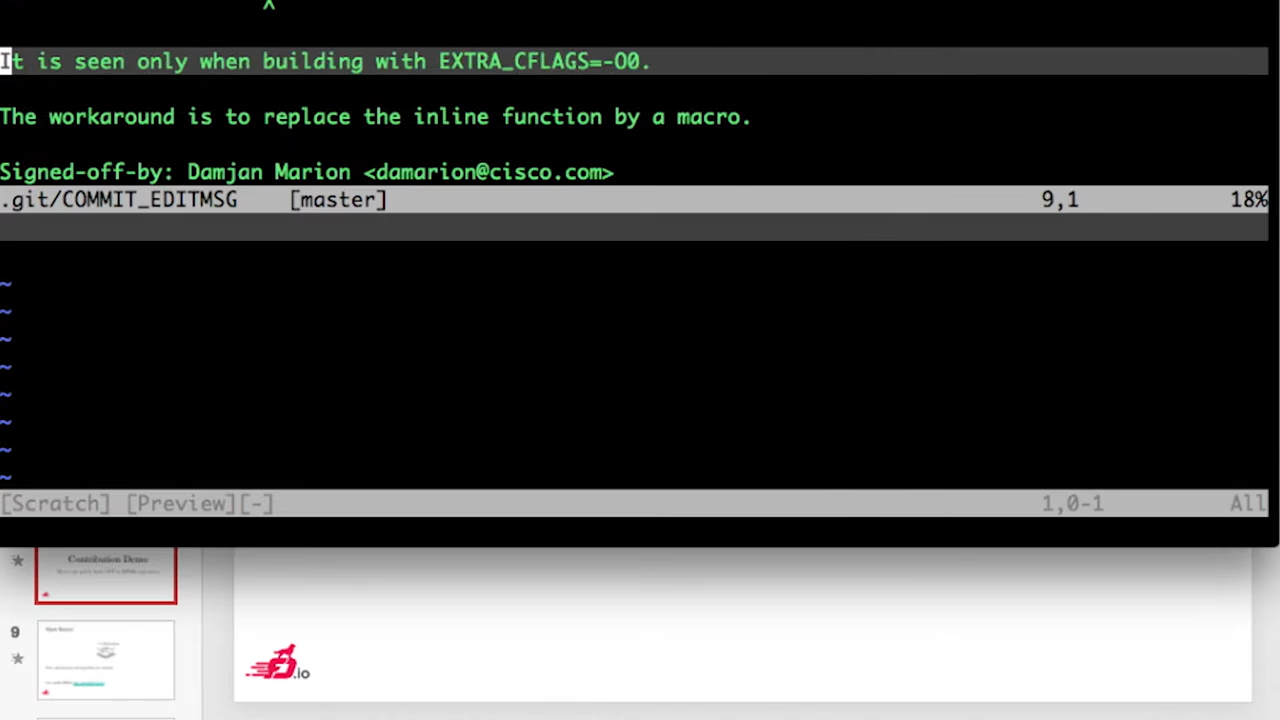 ^
It is seen only when building with EXTRA_CFLAGS=-O0.
The workaround is to replace the inline function by a macro.
Signed-off-by: Damjan Marion <damarion@cisco.com>
.git/COMMIT_EDITMSG [master] 9,1 18%
~
~
~
~
~
~
~
~
[Scratch] [Preview][-] 1,0-1 All
Contribution Demo
9
.io